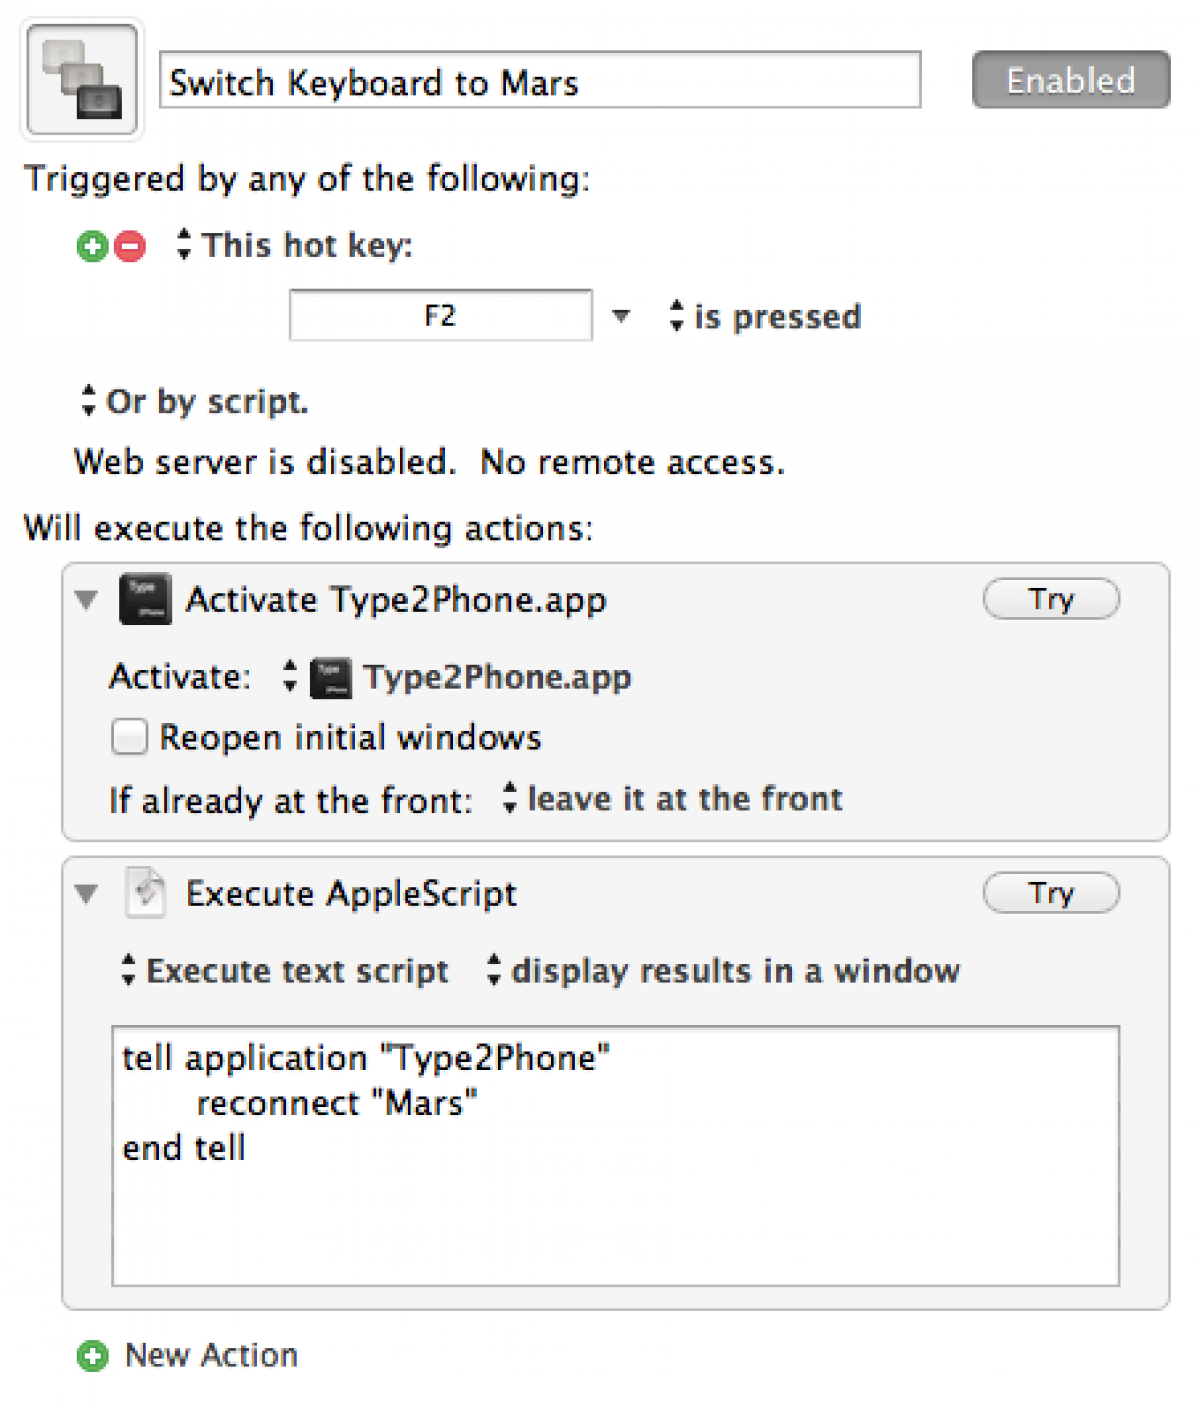 Switch Keyboard to Mars
Enabled
Triggered by any of the following:
This hot key:
F2
is pressed
Or by script.
Web server is disabled.  No remote access.
Will execute the following actions:
Type
Activate Type2Phone.app
Try
Activate:
Type2Phone.app
Reopen initial windows
If already at the front:
leave it at the front
Execute AppleScript
Try
Execute text script
display results in a window
tell application "Type2Phone"
reconnect "Mars"
end tell
New Action